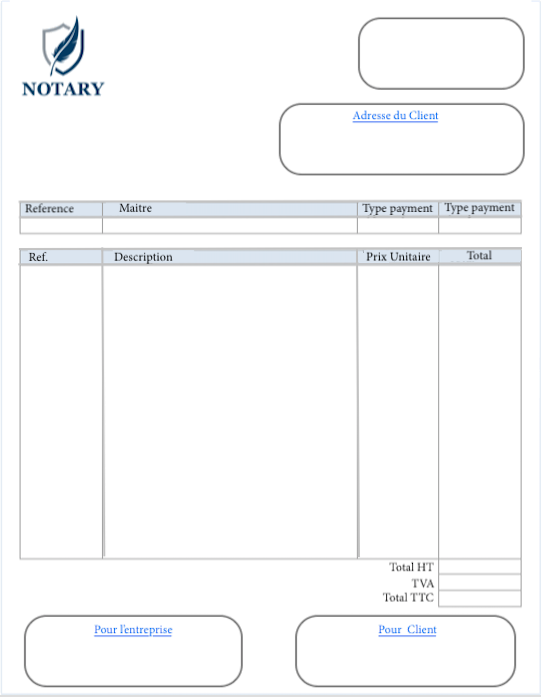 NOTARY
Adresse du Client
Reference Maitre Type payment Type payment
Ref. Description Prix Unitaire Total
Total HT
TVA
Total TTC
Pour l'entreprise Pour Client